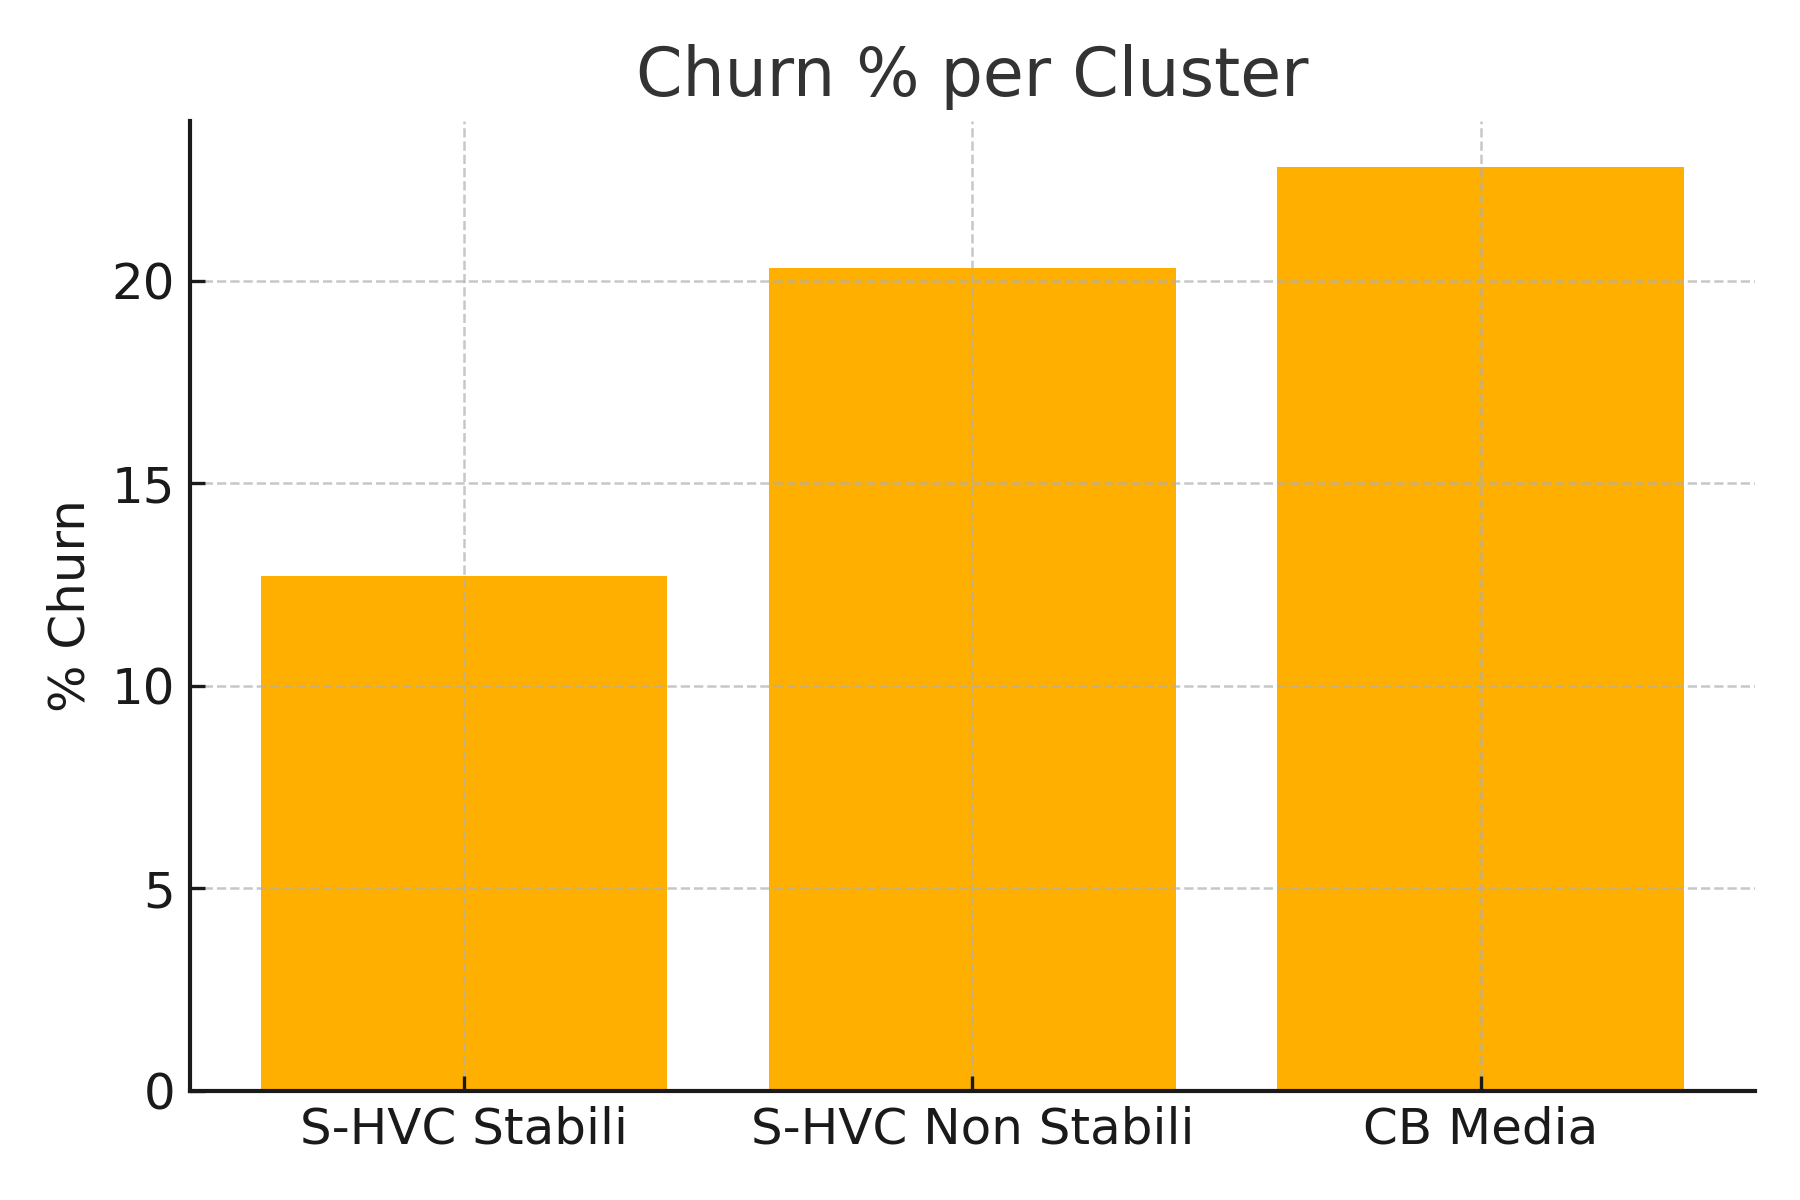 Churn % per Cluster
% Churn
20
15
10
5
0
S-HVC Stabili
S-HVC Non Stabili
CB Media